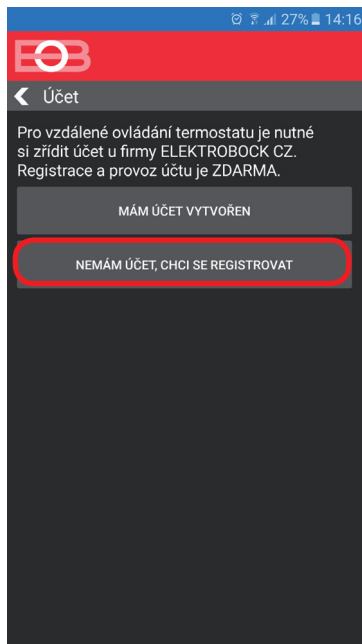 27% 14:16
EOB
Účet
Pro vzdálené ovládání termostatu je nutné
si zřídit účet u firmy ELEKTROBOCK CZ.
Registrace a provoz účtu je ZDARMA.
MÁM ÚČET VYTVOŘEN
NEMÁM ÚČET, CHCI SE REGISTROVAT